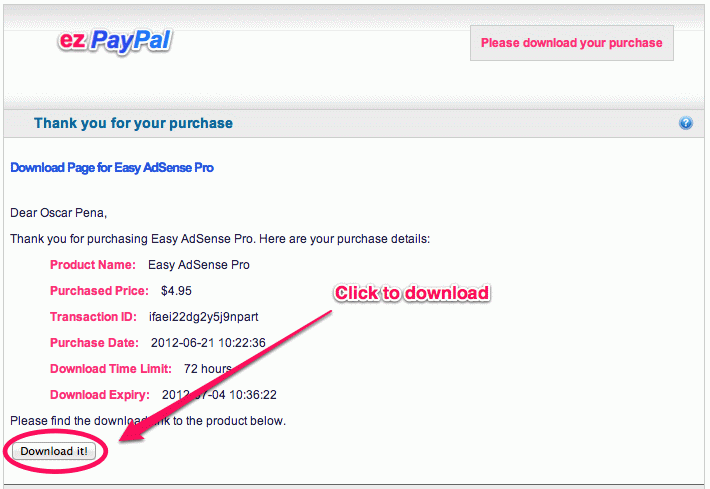 ez PayPal
Please download your purchase
Thank you for your purchase
?
Download Page for Easy AdSense Pro
Dear Oscar Pena,
Thank you for purchasing Easy AdSense Pro. Here are your purchase details:
Product Name: Easy AdSense Pro
Purchased Price: $4.95
Click to download
Transaction ID: ifaei22dg2y5j9npart
Purchase Date: 2012-06-21 10:22:36
Download Time Limit: 72 hours
Download Expiry: 2012-07-04 10:36:22
Please find the download link to the product below.
Download it!